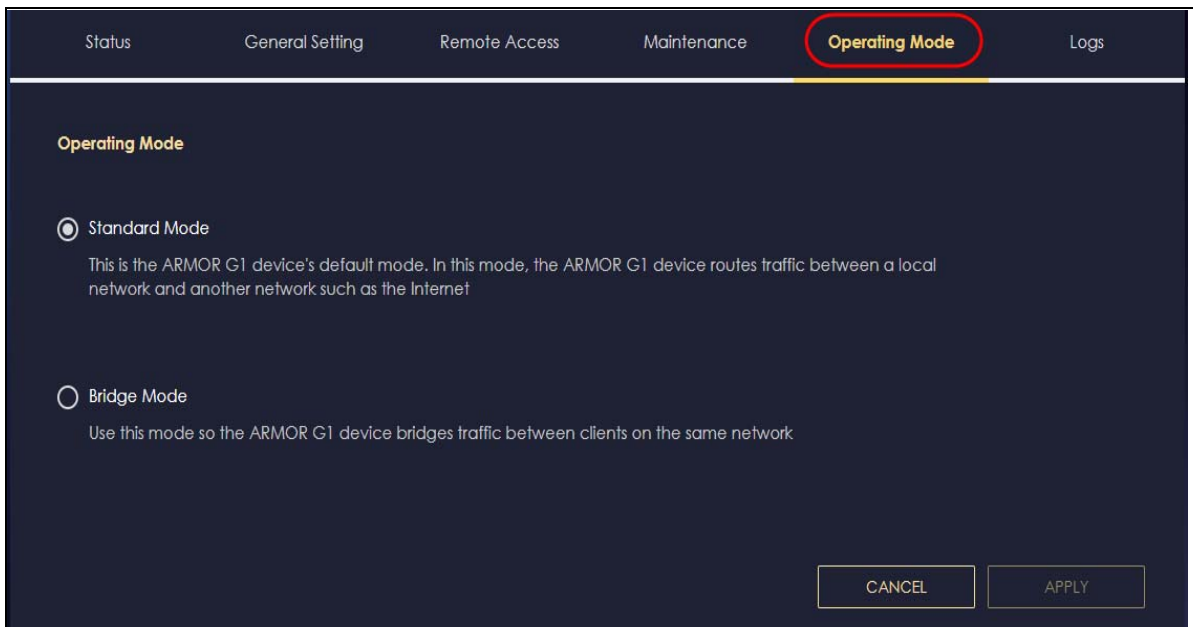 Status General Setting Remote Access Maintenance Operating Mode Logs
Operating Mode
Standard Mode
This is the ARMOR G1 device's default mode. In this mode, the ARMOR G1 device routes traffic between a local
network and another network such as the Internet
Bridge Mode
Use this mode so the ARMOR G1 device bridges traffic between clients on the same network
CANCEL APPLY